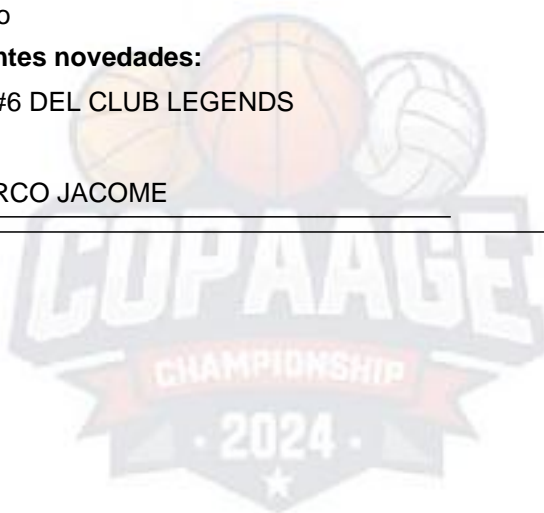 o
ntes novedades:
#6 DEL CLUB LEGENDS
RCO JACOME
COPAAGE
CHAMPIONSHIP
· 2024 ·